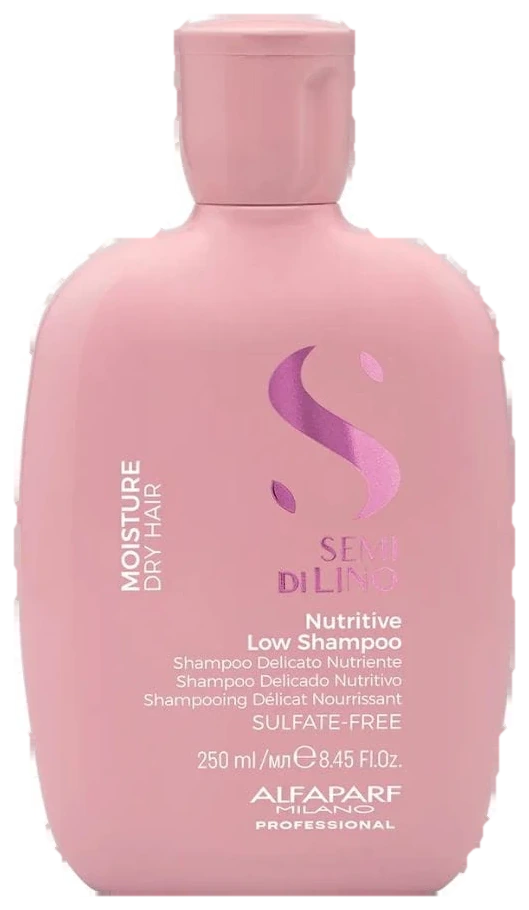 MOISTURE
DRY HAIR
SEMI
DI LINO
Nutritive
Low Shampoo
Shampoo Delicato Nutriente
Shampoo Delicado Nutritivo
Shampooing Délicat Nourrissant
SULFATE-FREE
250 ml/мл℮8.45 Fl.Oz.
ALFAPARF
MILANO
PROFESSIONAL